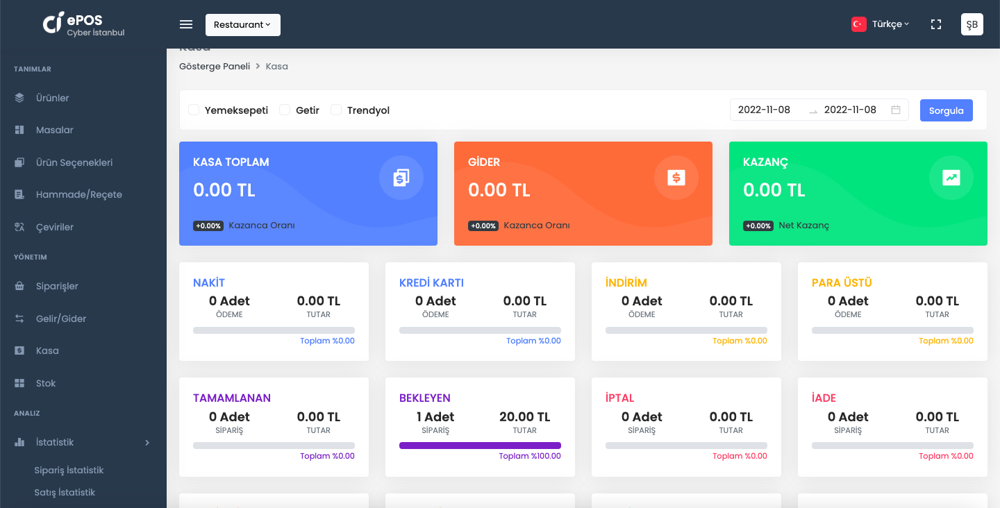 ePOS
Cyber İstanbul
Restaurant
Türkçe
ŞB
TANIMLAR
Ürünler
Masalar
Ürün Seçenekleri
Hammade/Reçete
Çeviriler
YÖNETIM
Siparişler
Gelir/Gider
Kasa
Stok
ANALIZ
İstatistik
Sipariş İstatistik
Satış İstatistik
Kasa
Gösterge Paneli > Kasa
Yemeksepeti Getir Trendyol
2022-11-08 → 2022-11-08 Sorgula
KASA TOPLAM
0.00 TL
+0.00% Kazanca Oranı
GİDER
0.00 TL
+0.00% Kazanca Oranı
KAZANÇ
0.00 TL
+0.00% Net Kazanç
NAKİT
0 Adet 0.00 TL
ÖDEME TUTAR
Toplam %0.00
KREDİ KARTI
0 Adet 0.00 TL
ÖDEME TUTAR
Toplam %0.00
İNDİRİM
0 Adet 0.00 TL
ÖDEME TUTAR
Toplam %0.00
PARA ÜSTÜ
0 Adet 0.00 TL
ÖDEME TUTAR
Toplam %0.00
TAMAMLANAN
0 Adet 0.00 TL
SİPARİŞ TUTAR
Toplam %0.00
BEKLEYEN
1 Adet 20.00 TL
SİPARİŞ TUTAR
Toplam %100.00
İPTAL
0 Adet 0.00 TL
SİPARİŞ TUTAR
Toplam %0.00
İADE
0 Adet 0.00 TL
SİPARİŞ TUTAR
Toplam %0.00